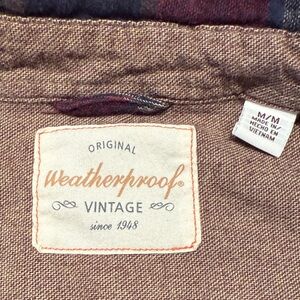 ORIGINAL
Weatherproof®
VINTAGE
since 1948
M/M
MADE IN/
HECHO EN
VIETNAM